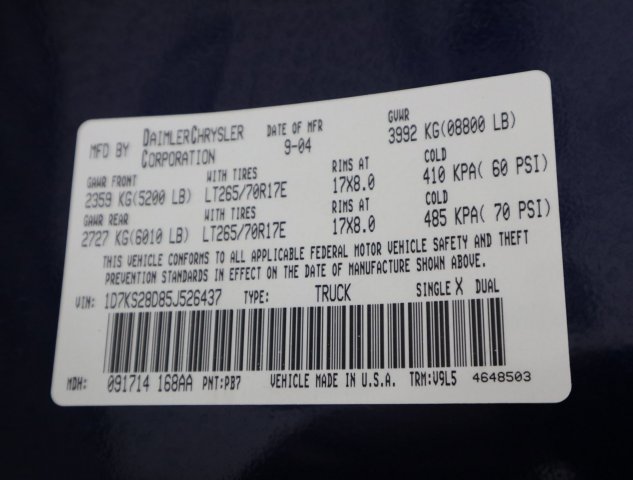 MFD BY DAIMLERCHRYSLER CORPORATION DATE OF MFR 9-04 GVWR 3992 KG(08800 LB)
GAWR FRONT WITH TIRES RIMS AT COLD
2359 KG(5200 LB) LT265/70R17E 17X8.0 410 KPA( 60 PSI)
GAWR REAR WITH TIRES RIMS AT COLD
2727 KG(6010 LB) LT265/70R17E 17X8.0 485 KPA( 70 PSI)
THIS VEHICLE CONFORMS TO ALL APPLICABLE FEDERAL MOTOR VEHICLE SAFETY AND THEFT
PREVENTION STANDARDS IN EFFECT ON THE DATE OF MANUFACTURE SHOWN ABOVE.
VIN: 1D7KS28D85J526437 TYPE: TRUCK SINGLE X DUAL
MDH: 091714 168AA PNT:PB7 VEHICLE MADE IN U.S.A. TRM:V9L5 4648503